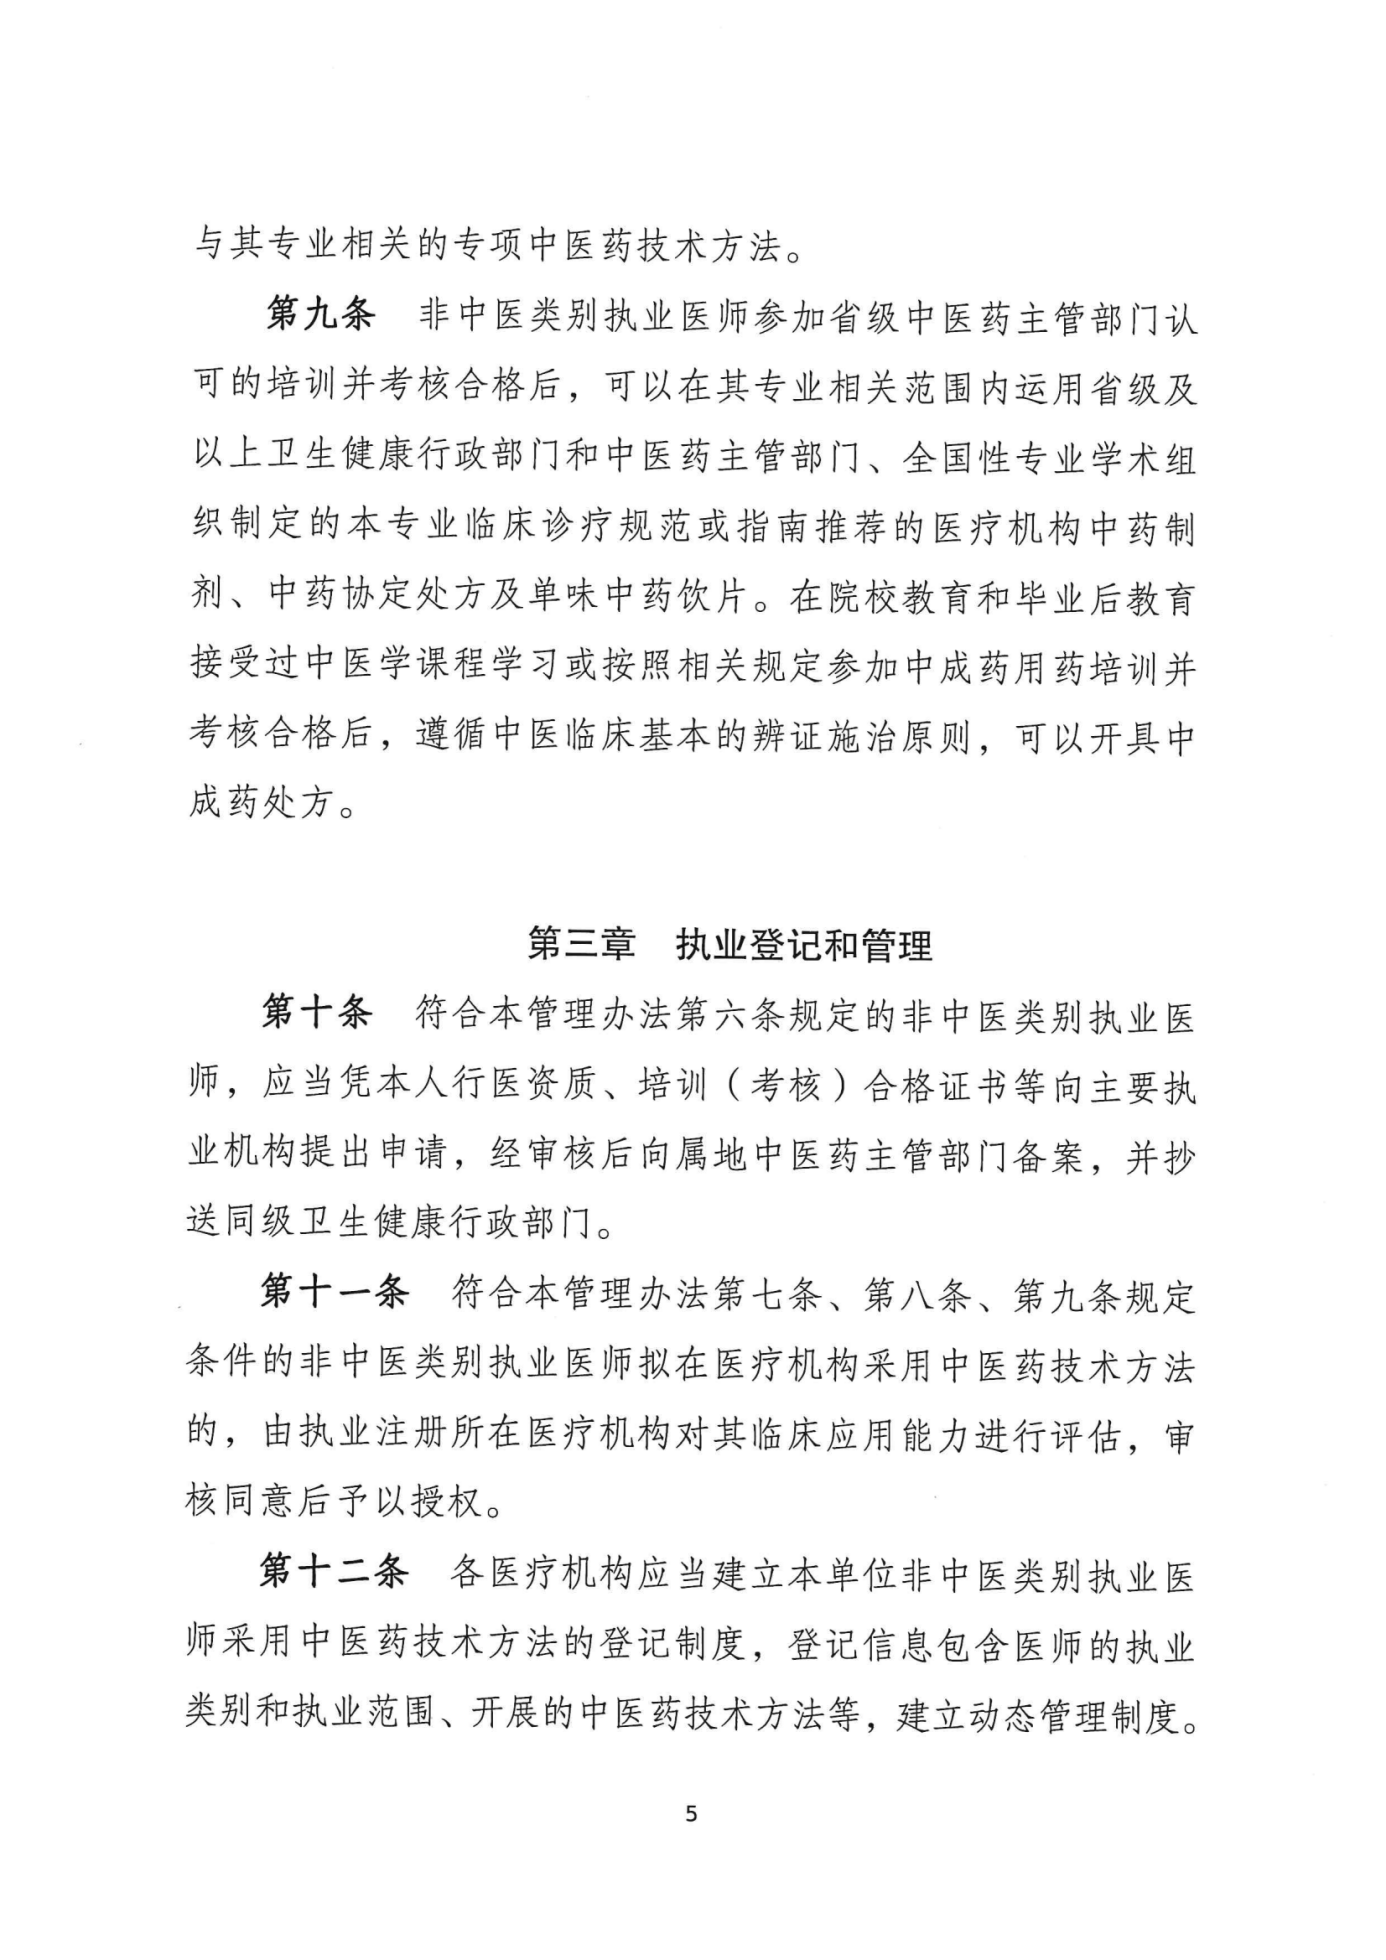 与其专业相关的专项中医药技术方法。
第九条 非中医类别执业医师参加省级中医药主管部门认
可的培训并考核合格后，可以在其专业相关范围内运用省级及
以上卫生健康行政部门和中医药主管部门、全国性专业学术组
织制定的本专业临床诊疗规范或指南推荐的医疗机构中药制
剂、中药协定处方及单味中药饮片。在院校教育和毕业后教育
接受过中医学课程学习或按照相关规定参加中成药用药培训并
考核合格后，遵循中医临床基本的辨证施治原则，可以开具中
成药处方。
第三章 执业登记和管理
第十条 符合本管理办法第六条规定的非中医类别执业医
师，应当凭本人行医资质、培训（考核）合格证书等向主要执
业机构提出申请，经审核后向属地中医药主管部门备案，并抄
送同级卫生健康行政部门。
第十一条 符合本管理办法第七条、第八条、第九条规定
条件的非中医类别执业医师拟在医疗机构采用中医药技术方法
的，由执业注册所在医疗机构对其临床应用能力进行评估，审
核同意后予以授权。
第十二条 各医疗机构应当建立本单位非中医类别执业医
师采用中医药技术方法的登记制度，登记信息包含医师的执业
类别和执业范围、开展的中医药技术方法等，建立动态管理制度。
5